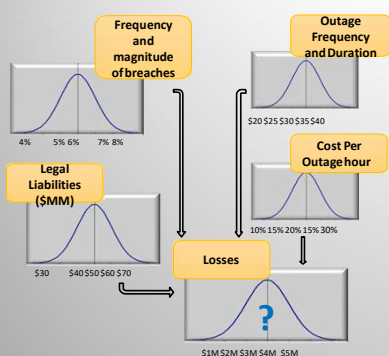 Frequency
and
magnitude
of breaches
4% 5% 6% 7% 8%
Outage
Frequency
and Duration
$20 $25 $30 $35 $40
Cost Per
Outage hour
10% 15% 20% 15% 30%
Legal
Liabilities
($MM)
$30 $40 $50 $60 $70
Losses
?
$1M $2M $3M $4M $5M